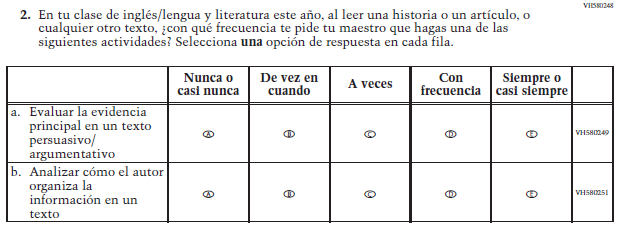 VH580248
2. En tu clase de inglés/lengua y literatura este año, al leer una historia o un artículo, o
cualquier otro texto, ¿con qué frecuencia te pide tu maestro que hagas una de las
siguientes actividades? Selecciona una opción de respuesta en cada fila.
Nunca o casi nunca De vez en cuando A veces Con frecuencia Siempre o casi siempre
a. Evaluar la evidencia
principal en un texto
persuasivo/
argumentativo
A B C D E VH580249
b. Analizar cómo el autor
organiza la
información en un
texto
A B C D E VH580251